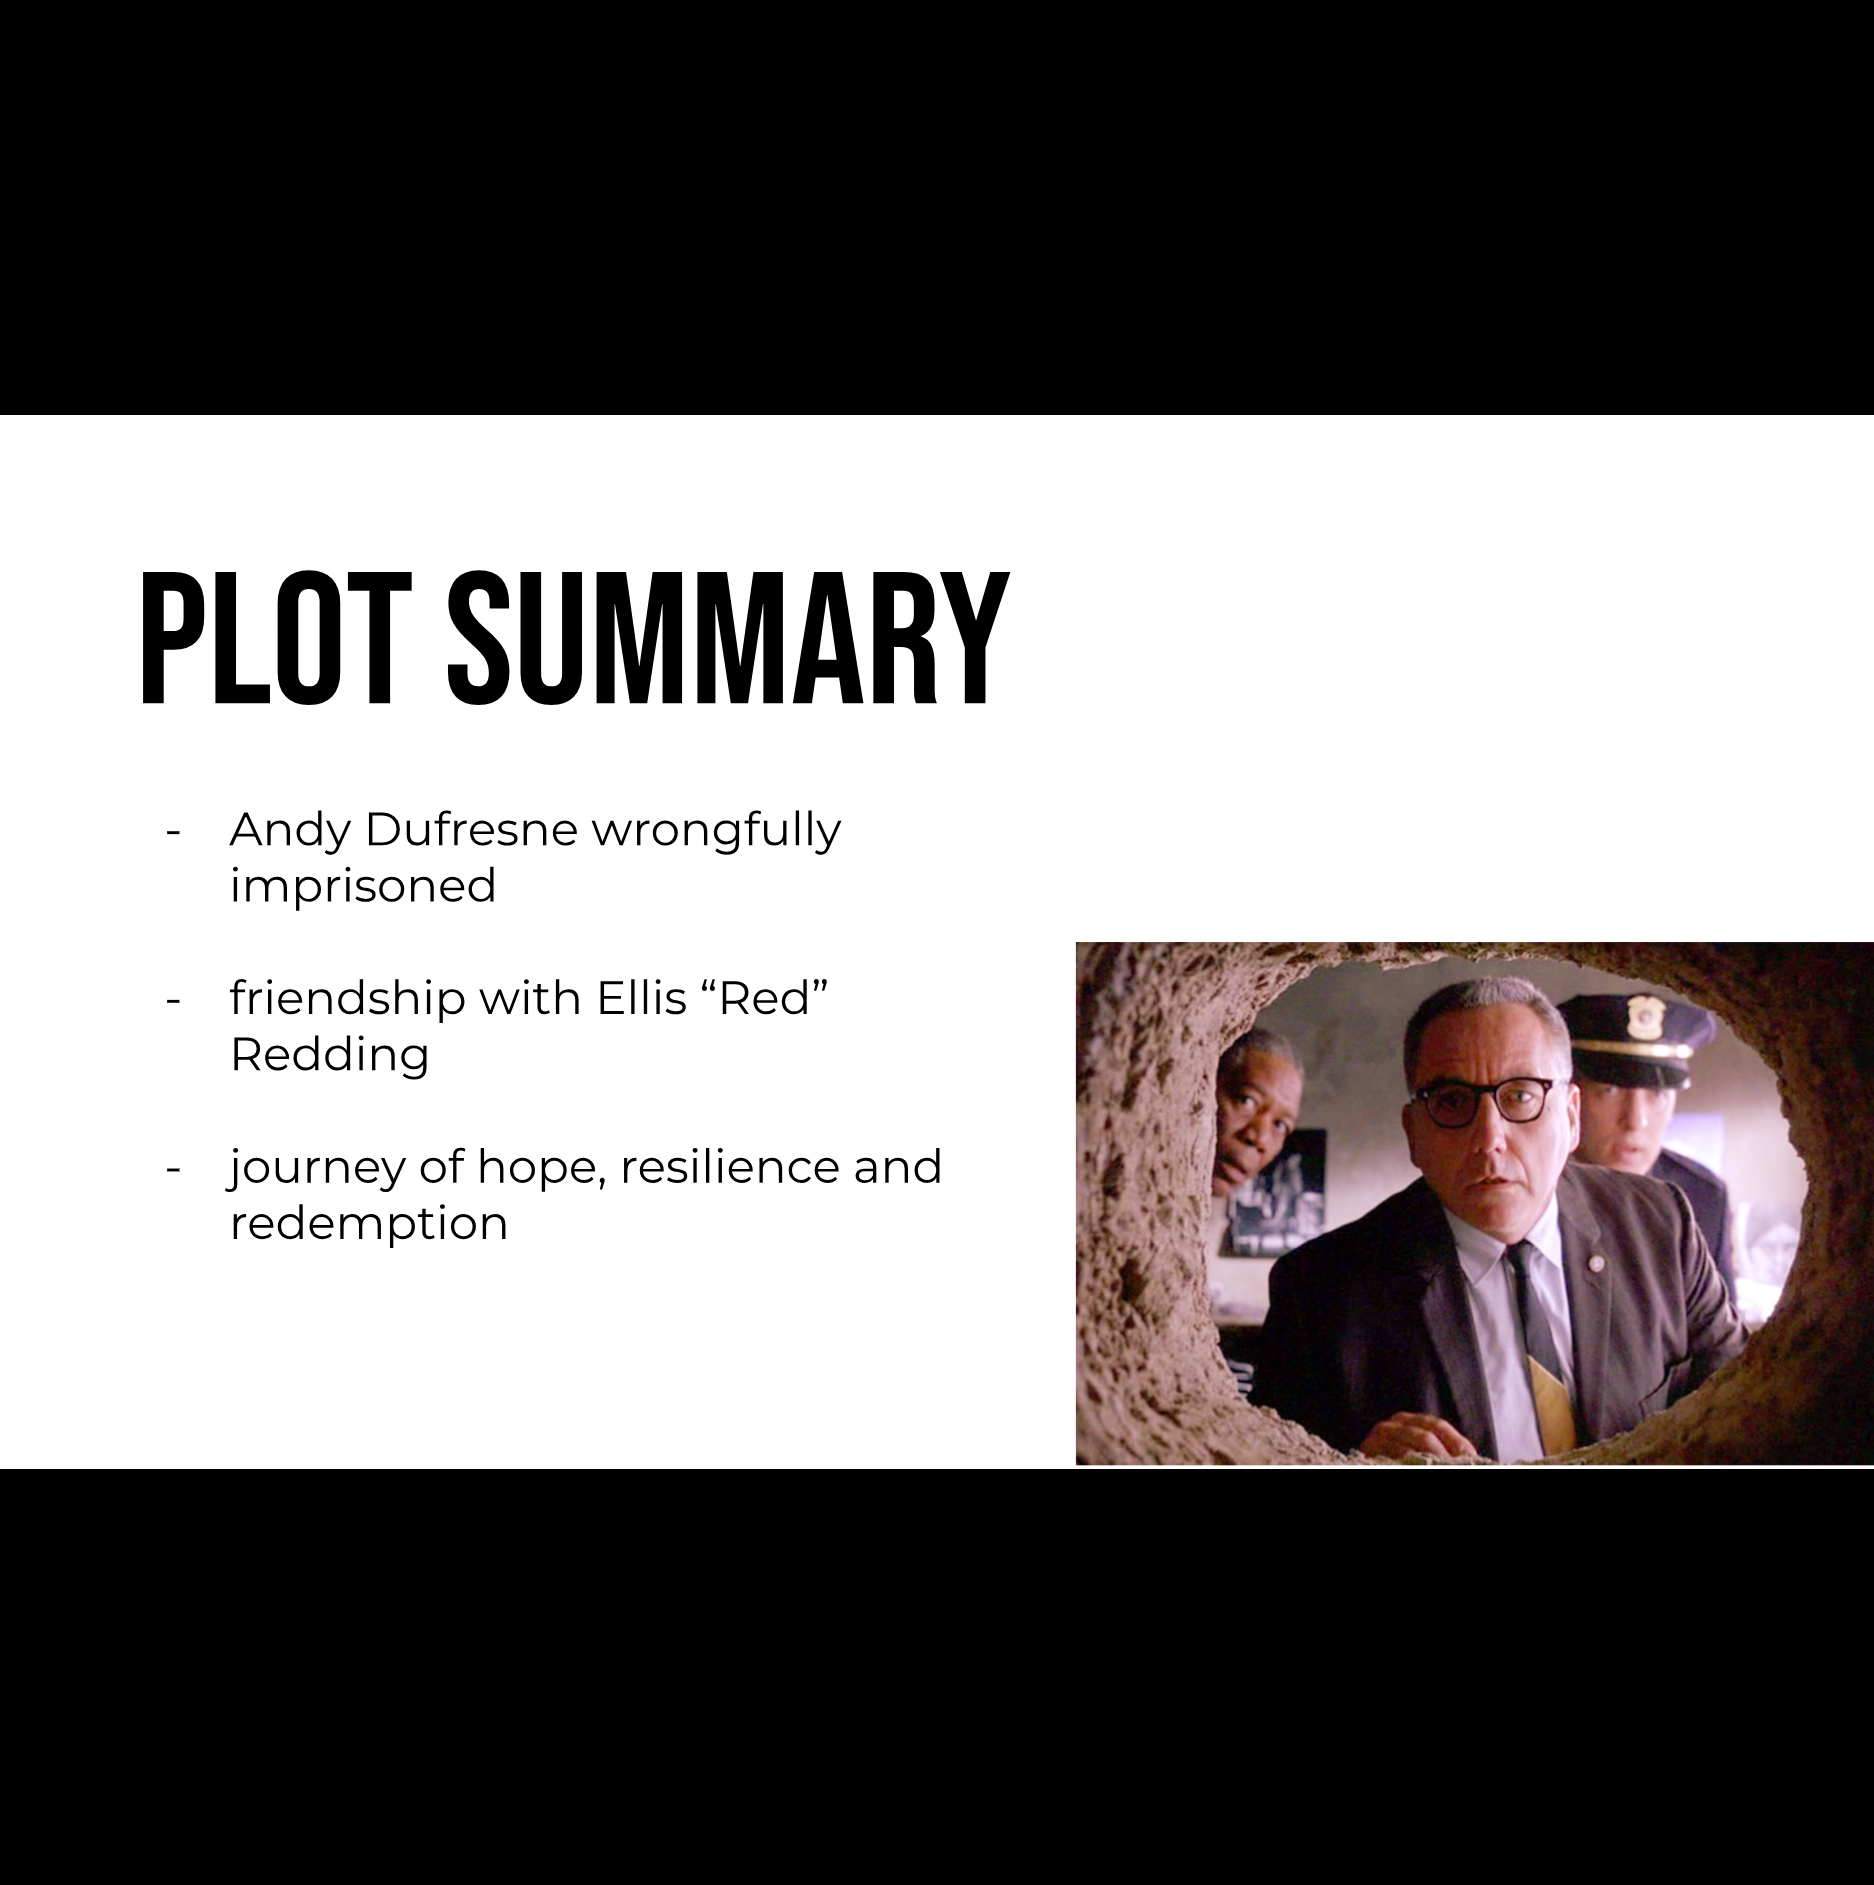 PLOT SUMMARY
- Andy Dufresne wrongfully
imprisoned
- friendship with Ellis “Red”
Redding
- journey of hope, resilience and
redemption